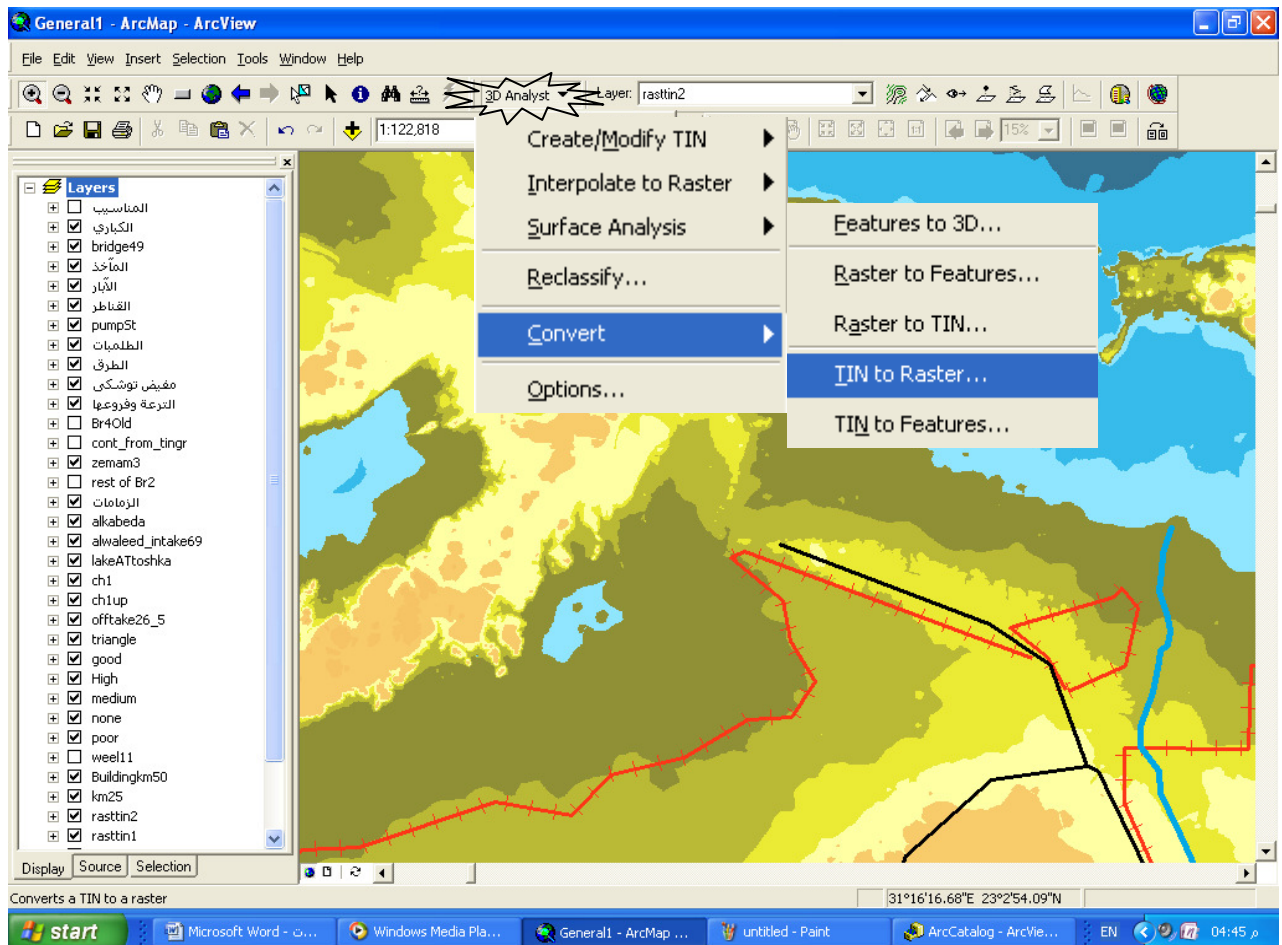 General1 - ArcMap - ArcView
File Edit View Insert Selection Tools Window Help
3D Analyst Layer: rasttin2
1:122,818 15%
Create/Modify TIN
Interpolate to Raster
Surface Analysis
Reclassify...
Convert
Options...
Features to 3D...
Raster to Features...
Raster to TIN...
TIN to Raster...
TIN to Features...
Layers
المناسيب
الكباري
bridge49
المآخذ
الآبار
القناطر
pumpSt
الطلمبات
الطرق
مفيض توشكى
الترعة وفروعها
Br4Old
cont_from_tingr
zemam3
rest of Br2
الزمامات
alkabeda
alwaleed_intake69
lakeATtoshka
ch1
ch1up
offtake26_5
triangle
good
High
medium
none
poor
weel11
Buildingkm50
km25
rasttin2
rasttin1
Display Source Selection
Converts a TIN to a raster 31°16'16.68"E 23°2'54.09"N
start Microsoft Word - ت... Windows Media Pla... General1 - ArcMap ... untitled - Paint ArcCatalog - ArcVie... EN 04:45 م